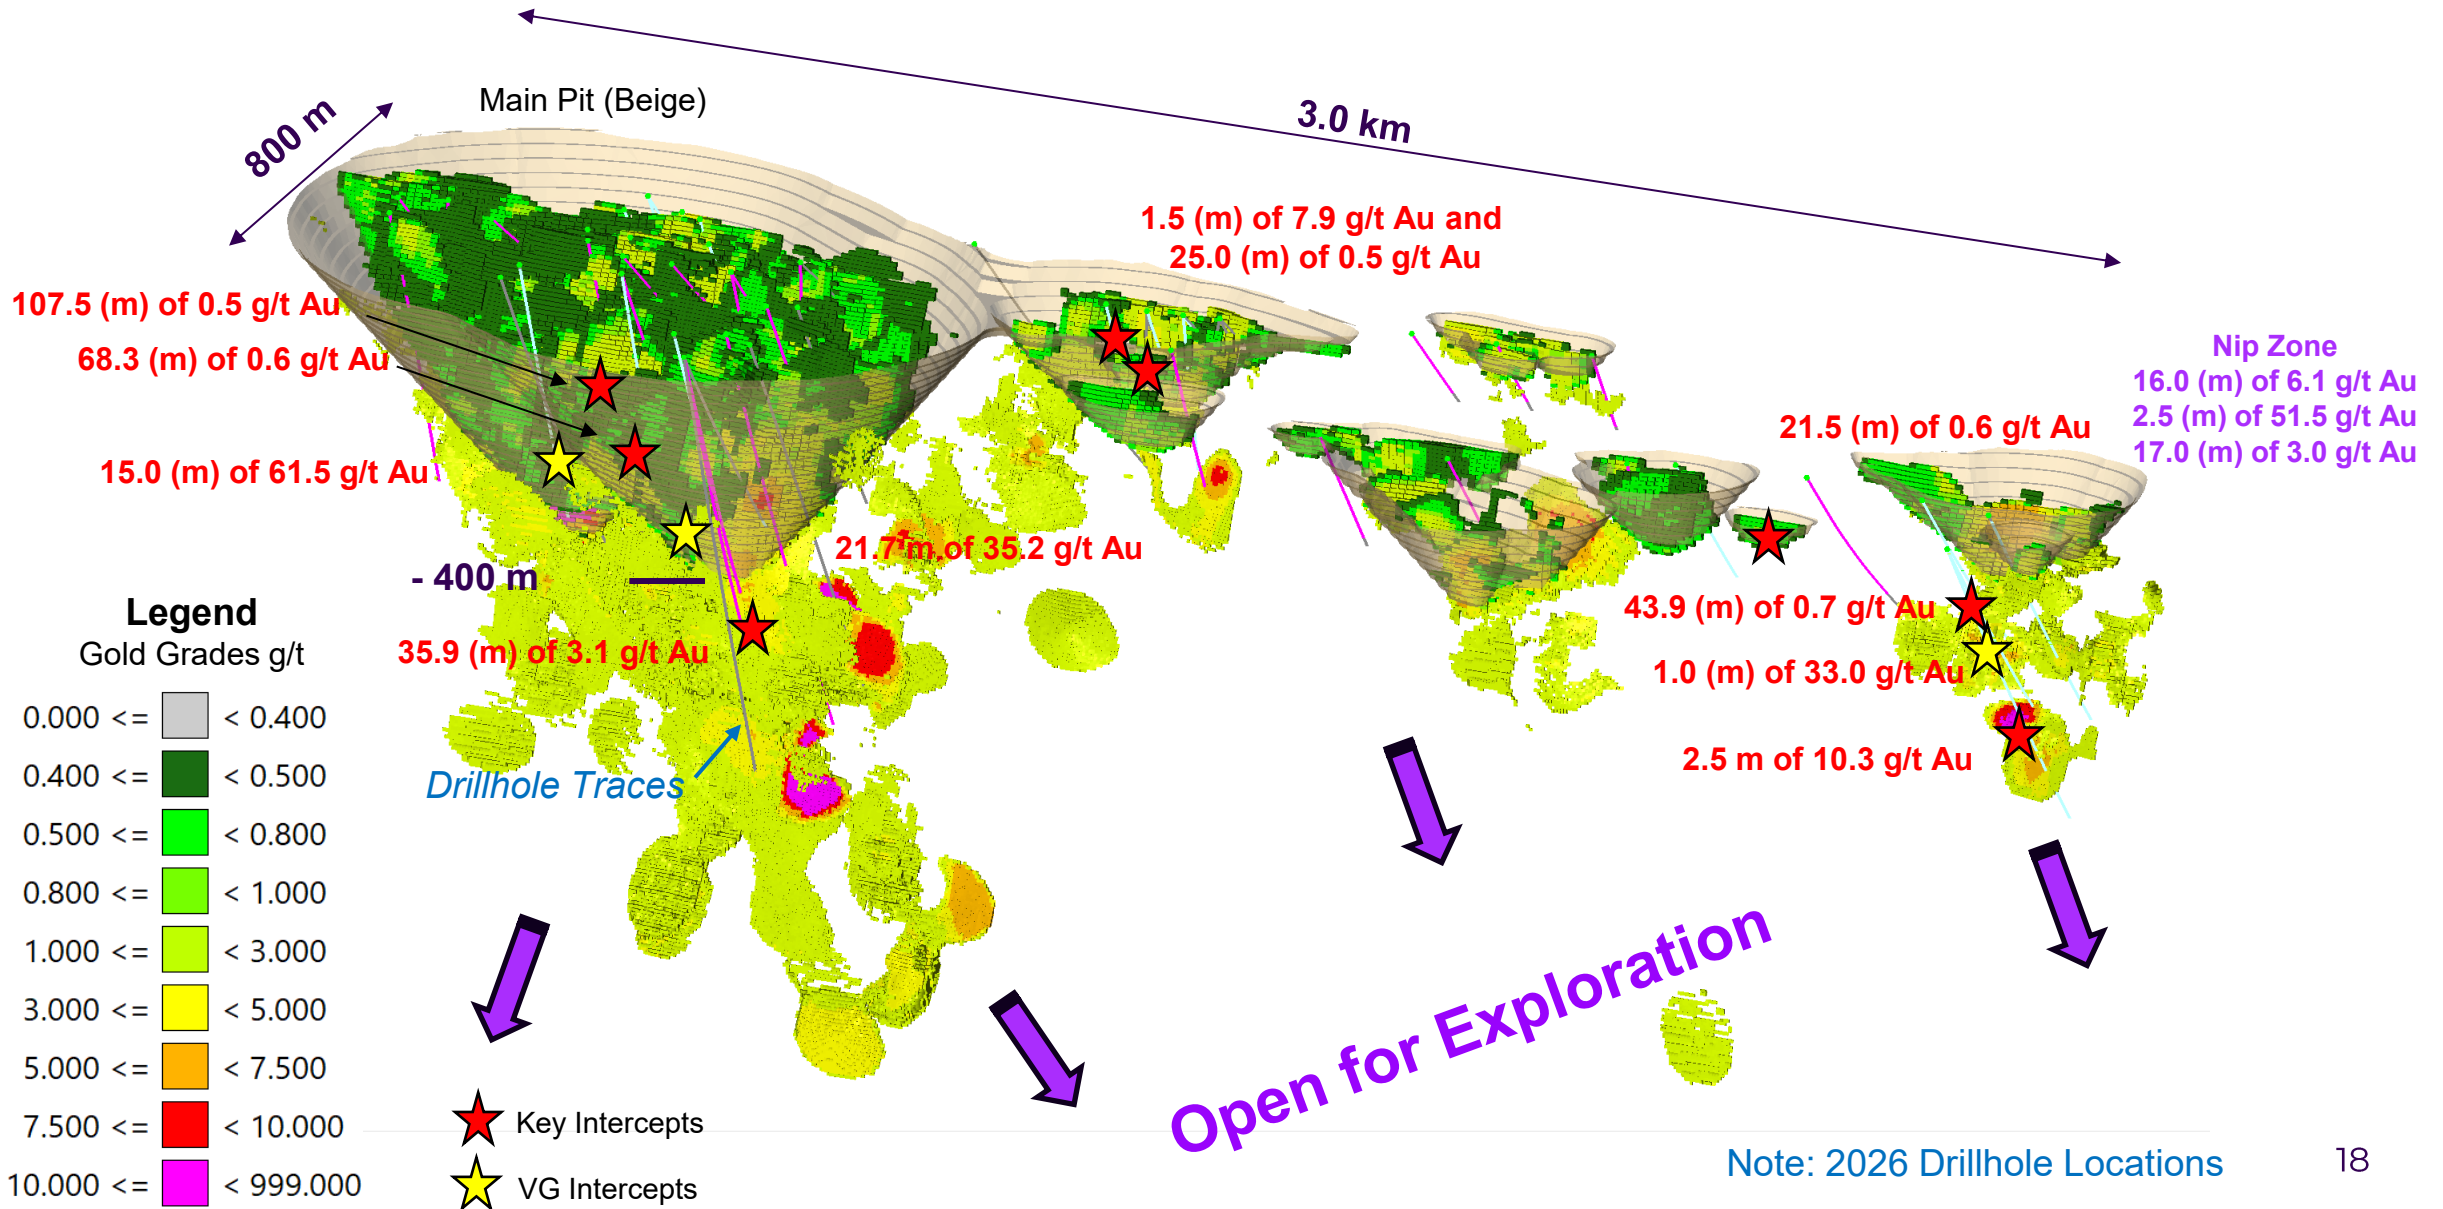 3.0 km
800 m
Main Pit (Beige)
1.5 (m) of 7.9 g/t Au and
25.0 (m) of 0.5 g/t Au
107.5 (m) of 0.5 g/t Au
68.3 (m) of 0.6 g/t Au
15.0 (m) of 61.5 g/t Au
Nip Zone
16.0 (m) of 6.1 g/t Au
2.5 (m) of 51.5 g/t Au
17.0 (m) of 3.0 g/t Au
21.5 (m) of 0.6 g/t Au
21.7 m of 35.2 g/t Au
- 400 m
35.9 (m) of 3.1 g/t Au
43.9 (m) of 0.7 g/t Au
1.0 (m) of 33.0 g/t Au
2.5 m of 10.3 g/t Au
Drillhole Traces
Legend
Gold Grades g/t
0.000 <= < 0.400
0.400 <= < 0.500
0.500 <= < 0.800
0.800 <= < 1.000
1.000 <= < 3.000
3.000 <= < 5.000
5.000 <= < 7.500
7.500 <= < 10.000
10.000 <= < 999.000
Key Intercepts
VG Intercepts
Open for Exploration
Note: 2026 Drillhole Locations
18